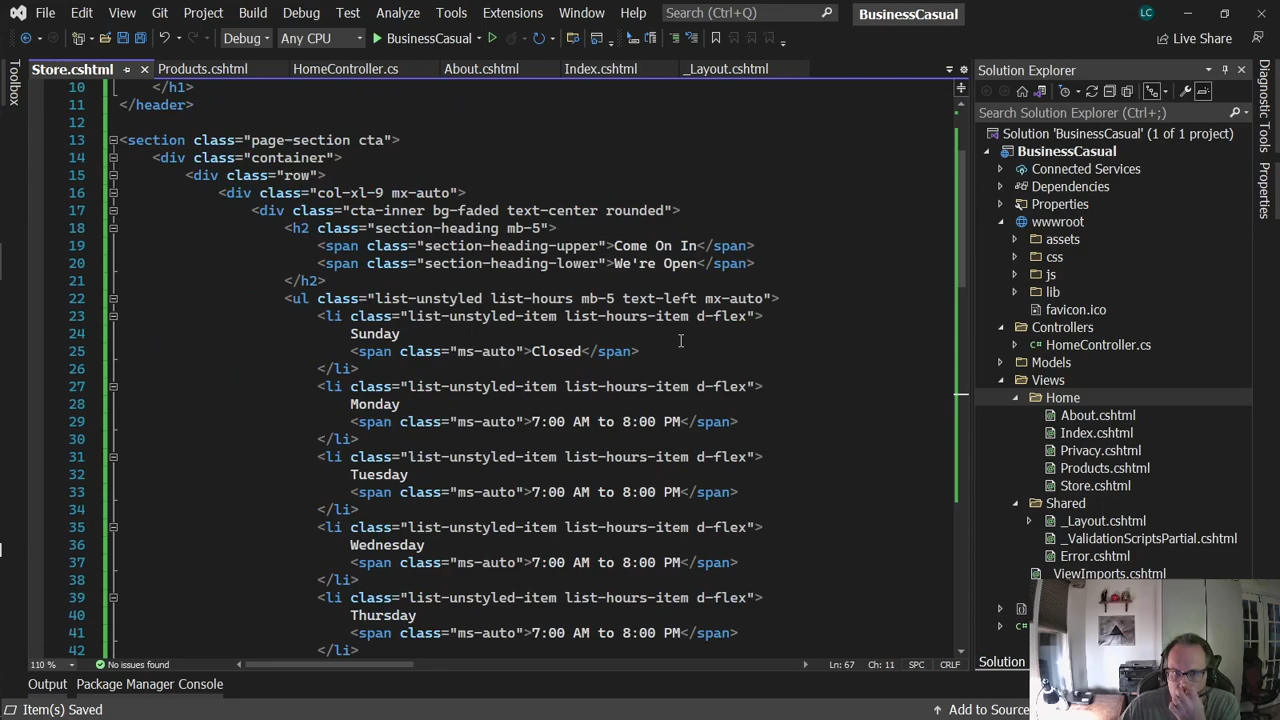 File Edit View Git Project Build Debug Test Analyze Tools Extensions Window Help Search (Ctrl+Q) BusinessCasual LC
Debug Any CPU BusinessCasual Live Share
Toolbox
Store.cshtml Products.cshtml HomeController.cs About.cshtml Index.cshtml _Layout.cshtml
10 </h1>
11 </header>
12
13 <section class="page-section cta">
14 <div class="container">
15 <div class="row">
16 <div class="col-xl-9 mx-auto">
17 <div class="cta-inner bg-faded text-center rounded">
18 <h2 class="section-heading mb-5">
19 <span class="section-heading-upper">Come On In</span>
20 <span class="section-heading-lower">We're Open</span>
21 </h2>
22 <ul class="list-unstyled list-hours mb-5 text-left mx-auto">
23 <li class="list-unstyled-item list-hours-item d-flex">
24 Sunday
25 <span class="ms-auto">Closed</span>
26 </li>
27 <li class="list-unstyled-item list-hours-item d-flex">
28 Monday
29 <span class="ms-auto">7:00 AM to 8:00 PM</span>
30 </li>
31 <li class="list-unstyled-item list-hours-item d-flex">
32 Tuesday
33 <span class="ms-auto">7:00 AM to 8:00 PM</span>
34 </li>
35 <li class="list-unstyled-item list-hours-item d-flex">
36 Wednesday
37 <span class="ms-auto">7:00 AM to 8:00 PM</span>
38 </li>
39 <li class="list-unstyled-item list-hours-item d-flex">
40 Thursday
41 <span class="ms-auto">7:00 AM to 8:00 PM</span>
42 </li>
110 % No issues found Ln: 67 Ch: 11 SPC CRLF
Output Package Manager Console
Item(s) Saved
Add to Source
Solution Explorer
Search Solution Explorer (Ctrl+;)
Solution 'BusinessCasual' (1 of 1 project)
BusinessCasual
Connected Services
Dependencies
Properties
wwwroot
assets
css
js
lib
favicon.ico
Controllers
HomeController.cs
Models
Views
Home
About.cshtml
Index.cshtml
Privacy.cshtml
Products.cshtml
Store.cshtml
Shared
_Layout.cshtml
_ValidationScriptsPartial.cshtml
Error.cshtml
_ViewImports.cshtml
Solution
Diagnostic Tools
Properties